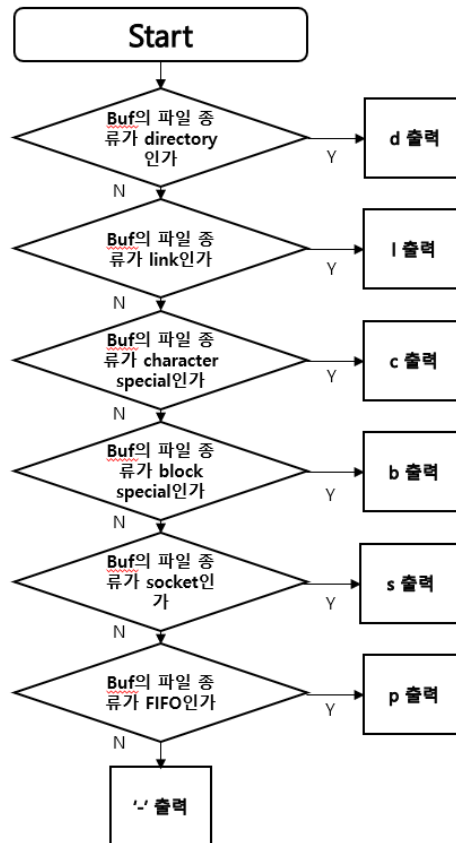 Start
Buf의 파일 종
류가 directory
인가
Y
d 출력
N
Buf의 파일 종
류가 link인가
Y
l 출력
N
Buf의 파일 종
류가 character
special인가
Y
c 출력
N
Buf의 파일 종
류가 block
special인가
Y
b 출력
N
Buf의 파일 종
류가 socket인
가
Y
s 출력
N
Buf의 파일 종
류가 FIFO인가
Y
p 출력
N
‘-’ 출력